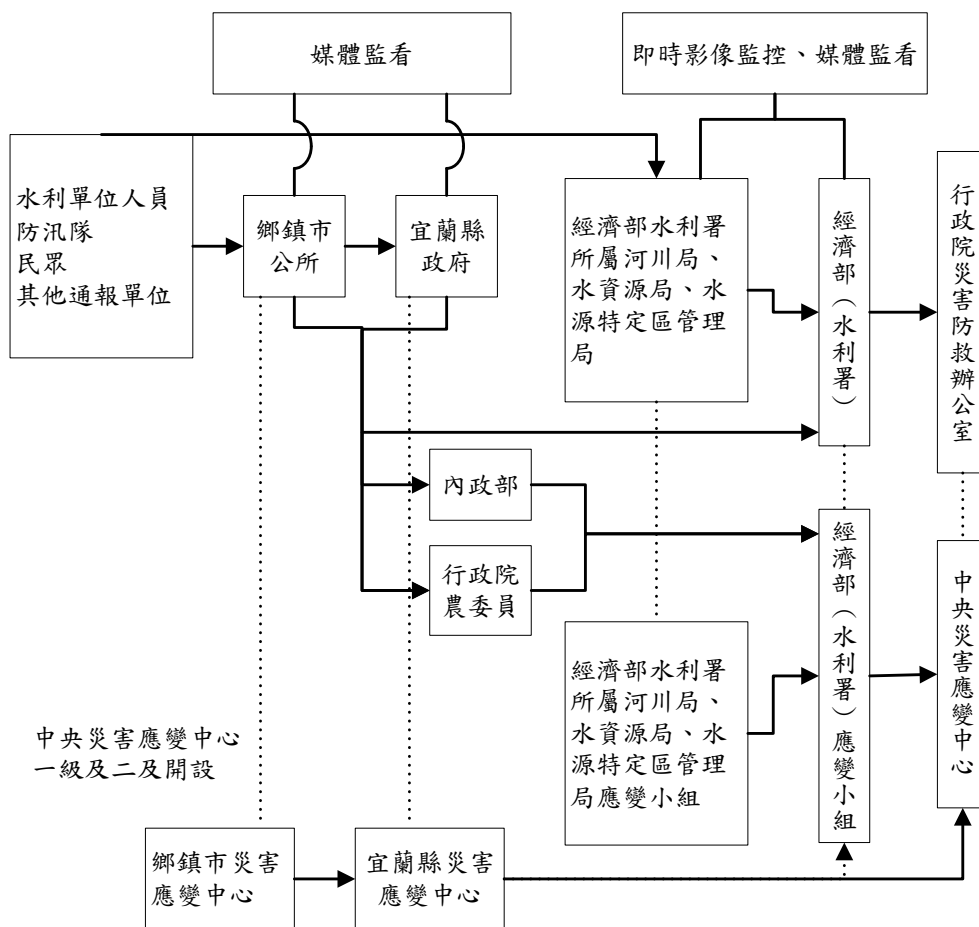 媒體監看
即時影像監控、媒體監看
水利單位人員
防汛隊
民眾
其他通報單位
鄉鎮市
公所
宜蘭縣
政府
經濟部水利署
所屬河川局、
水資源局、水
源特定區管理
局
經濟部（水利署）
行政院災害防救辦公室
內政部
行政院
農委員
經濟部水利署
所屬河川局、
水資源局、水
源特定區管理
局應變小組
經濟部（水利署）應變小組
中央災害應變中心
中央災害應變中心
一級及二及開設
鄉鎮市災害
應變中心
宜蘭縣災害
應變中心